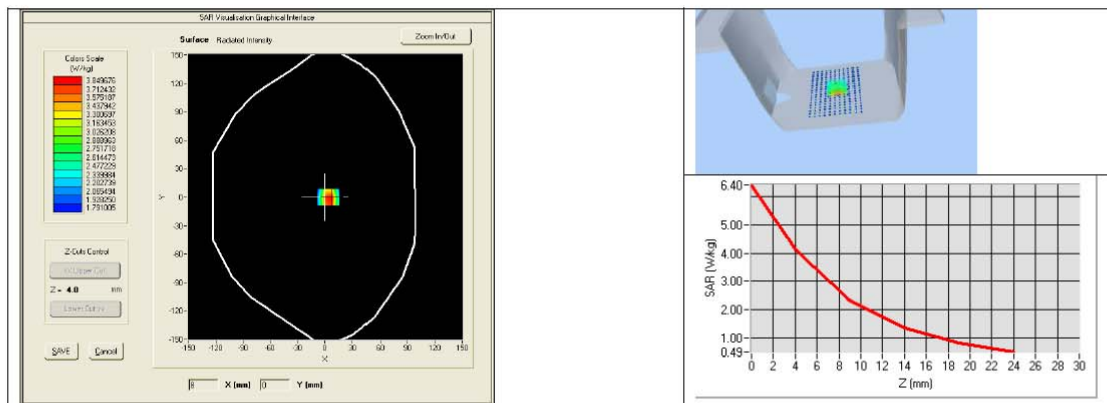 SAR Visualisation Graphical Interface
Surface Radiated Intensity
Zoom In/Out
Colors Scale
(W/kg)
3.849676
3.712432
3.575187
3.437942
3.300697
3.163453
3.026208
2.888963
2.751718
2.614473
2.477229
2.339984
2.202739
2.065494
1.928250
1.791005
150
120
90
60
30
0
-30
-60
-90
-120
-150
Y
-150 -120 -90 -60 -30 0 30 60 90 120 150
X
Z-Cuts Control
Z = 4.0 mm
SAVE Cancel
8 X (mm) 0 Y (mm)
6.40
5.00
4.00
3.00
2.00
1.00
0.49
SAR (W/kg)
0 2 4 6 8 10 12 14 16 18 20 22 24 26 28 30
Z (mm)